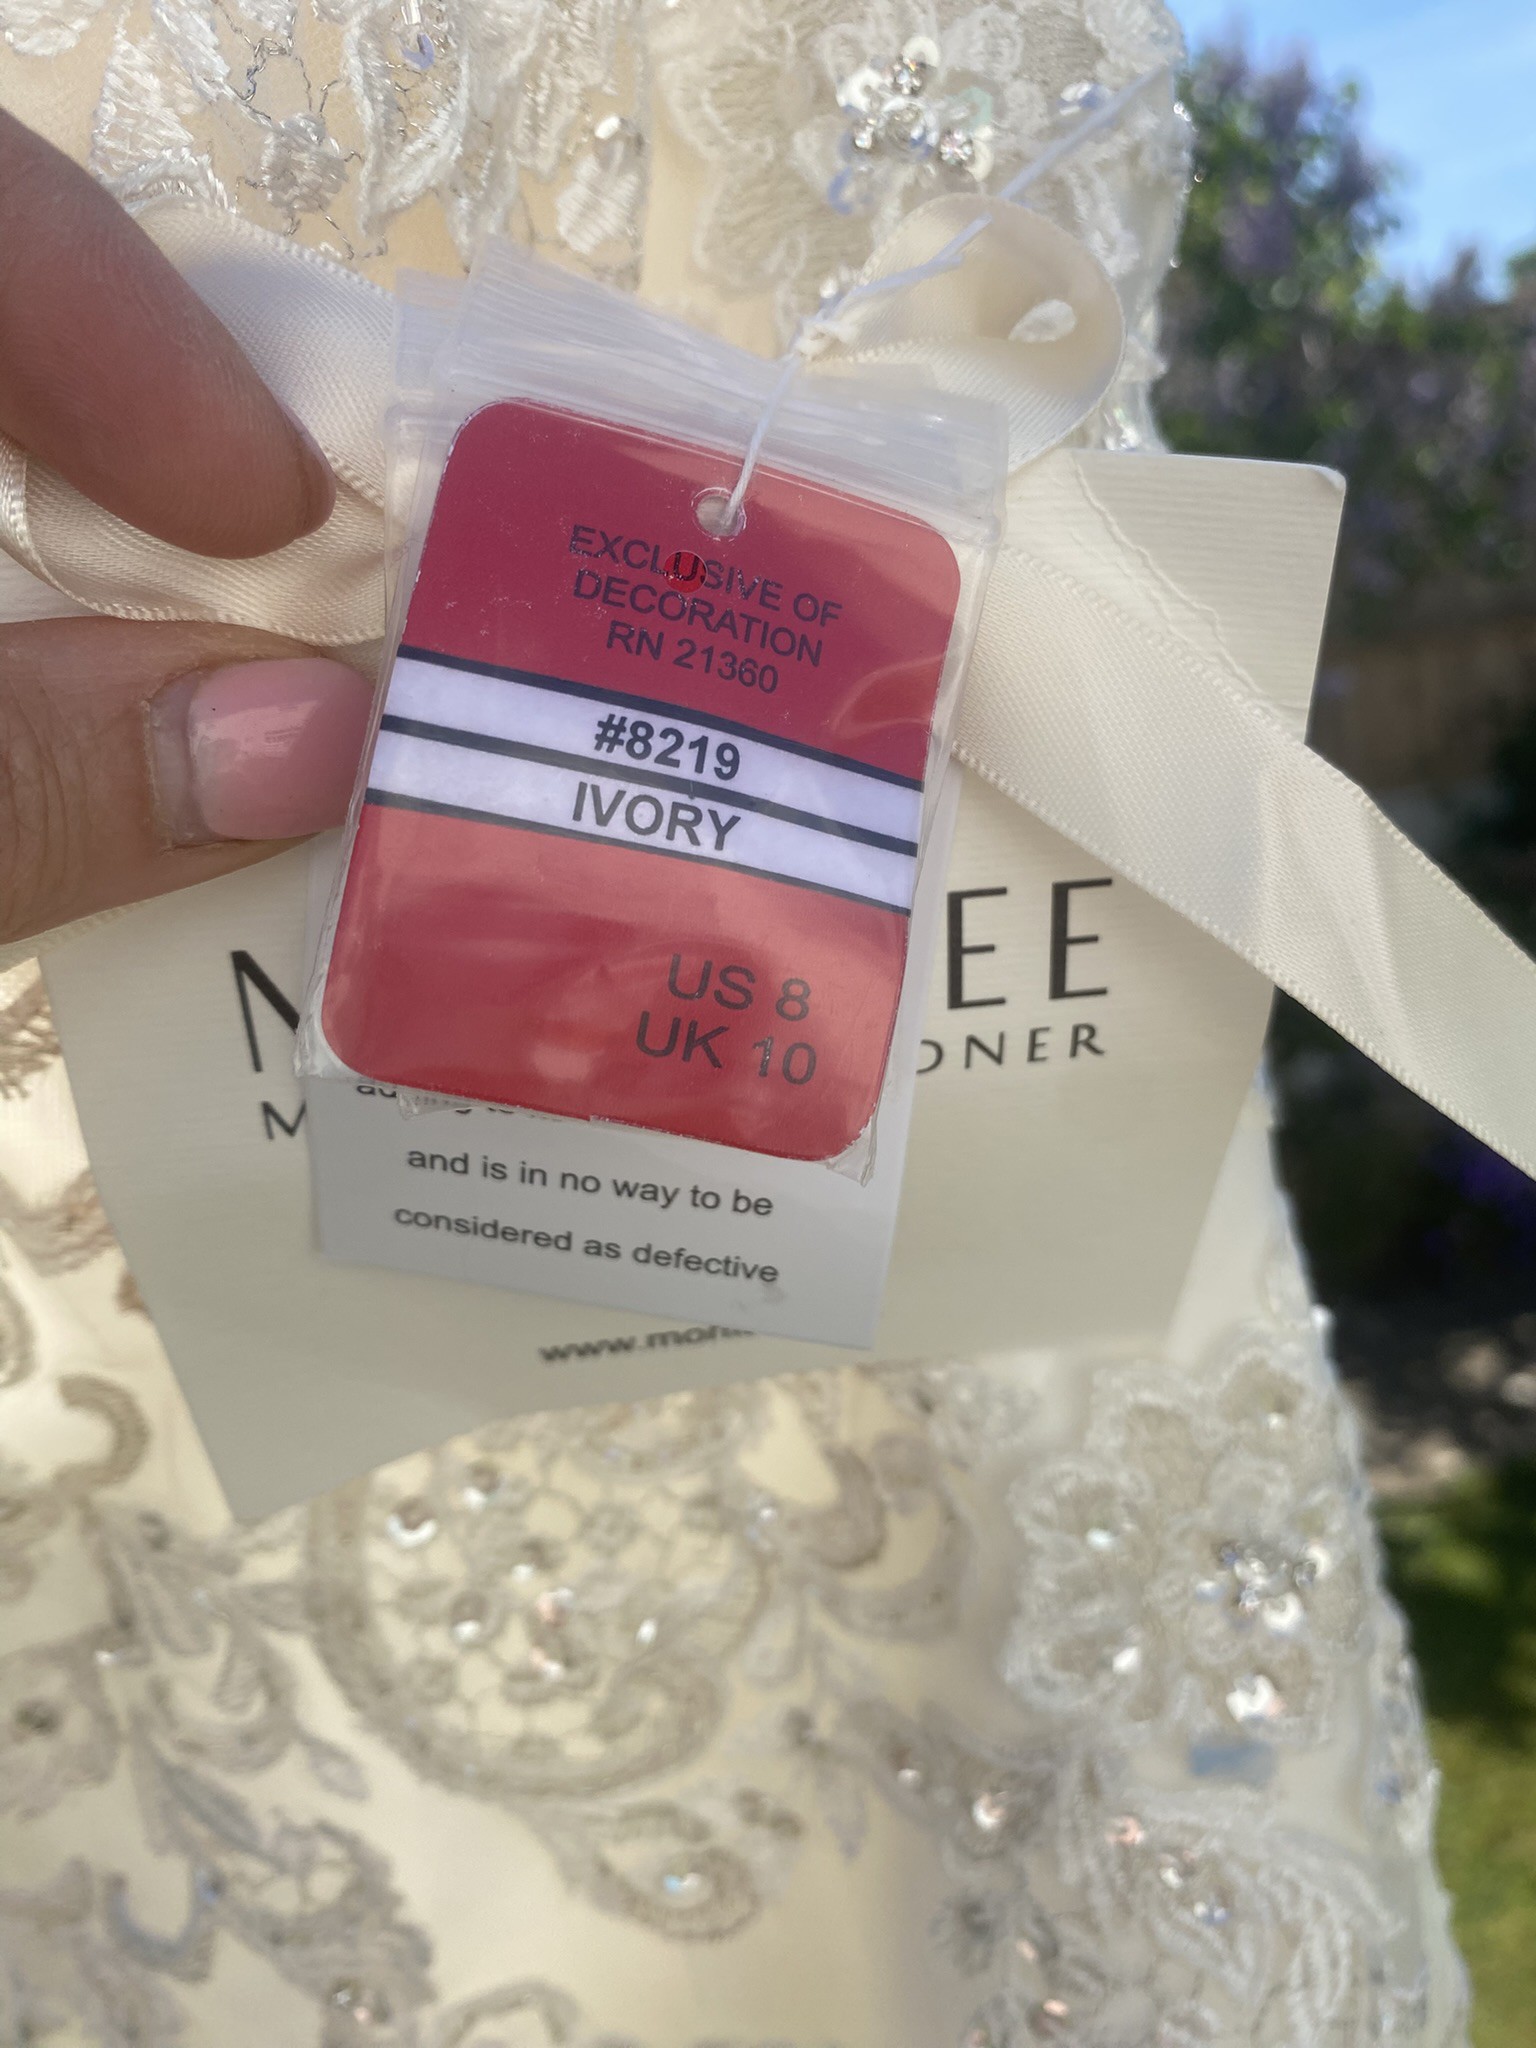 EXCLUSIVE OF
DECORATION
RN 21360
#8219
IVORY
US 8
UK 10
EE
and is in no way to be
considered as defective